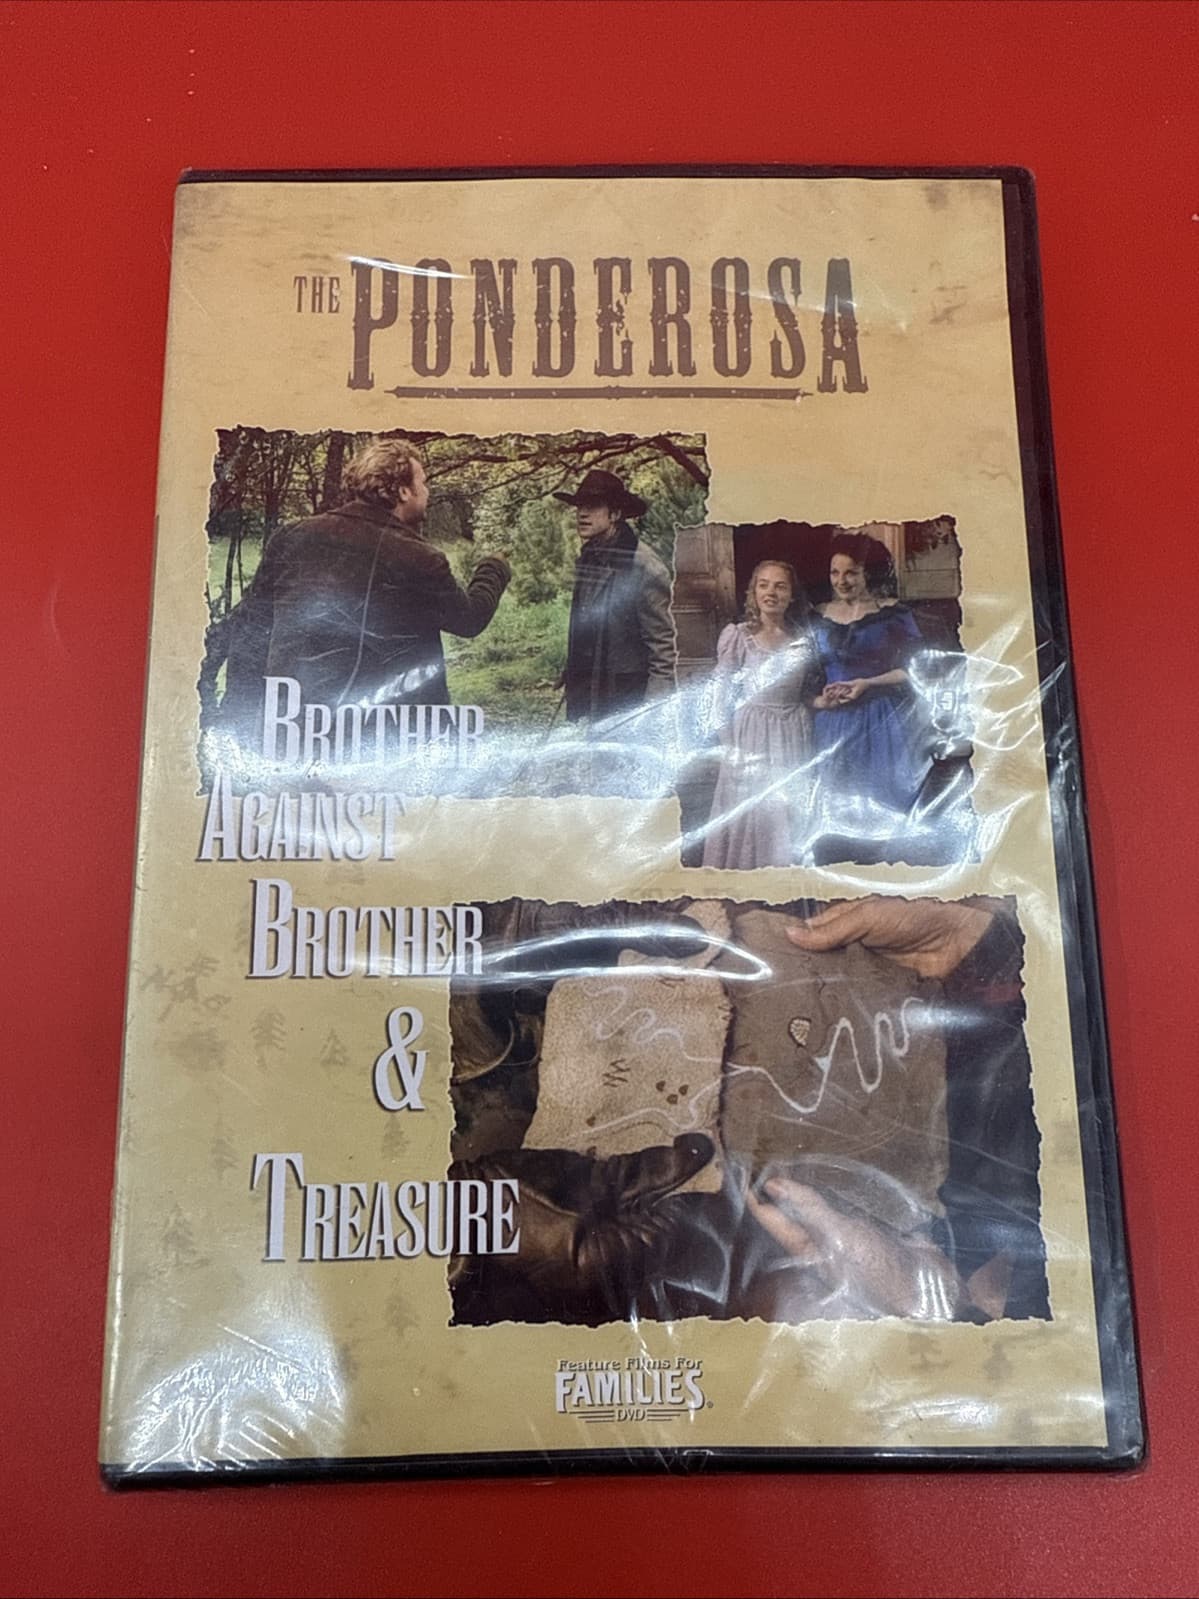 THE PONDEROSA
BROTHER
AGAINST
BROTHER
&
TREASURE
Feature Films For
FAMILIES®
DVD